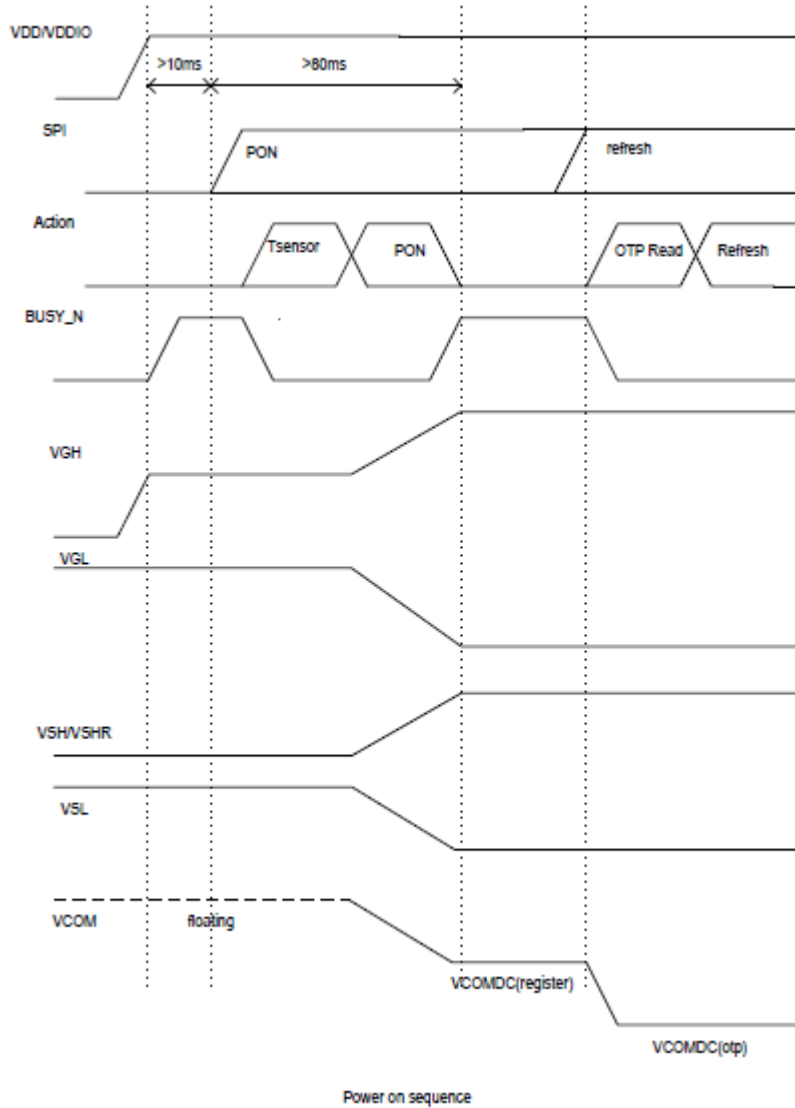 VDD/VDDIO
>10ms
>80ms
SPI
PON
refresh
Action
Tsensor
PON
OTP Read
Refresh
BUSY_N
VGH
VGL
VSH/VSHR
VSL
VCOM
floating
VCOMDC(register)
VCOMDC(otp)
Power on sequence